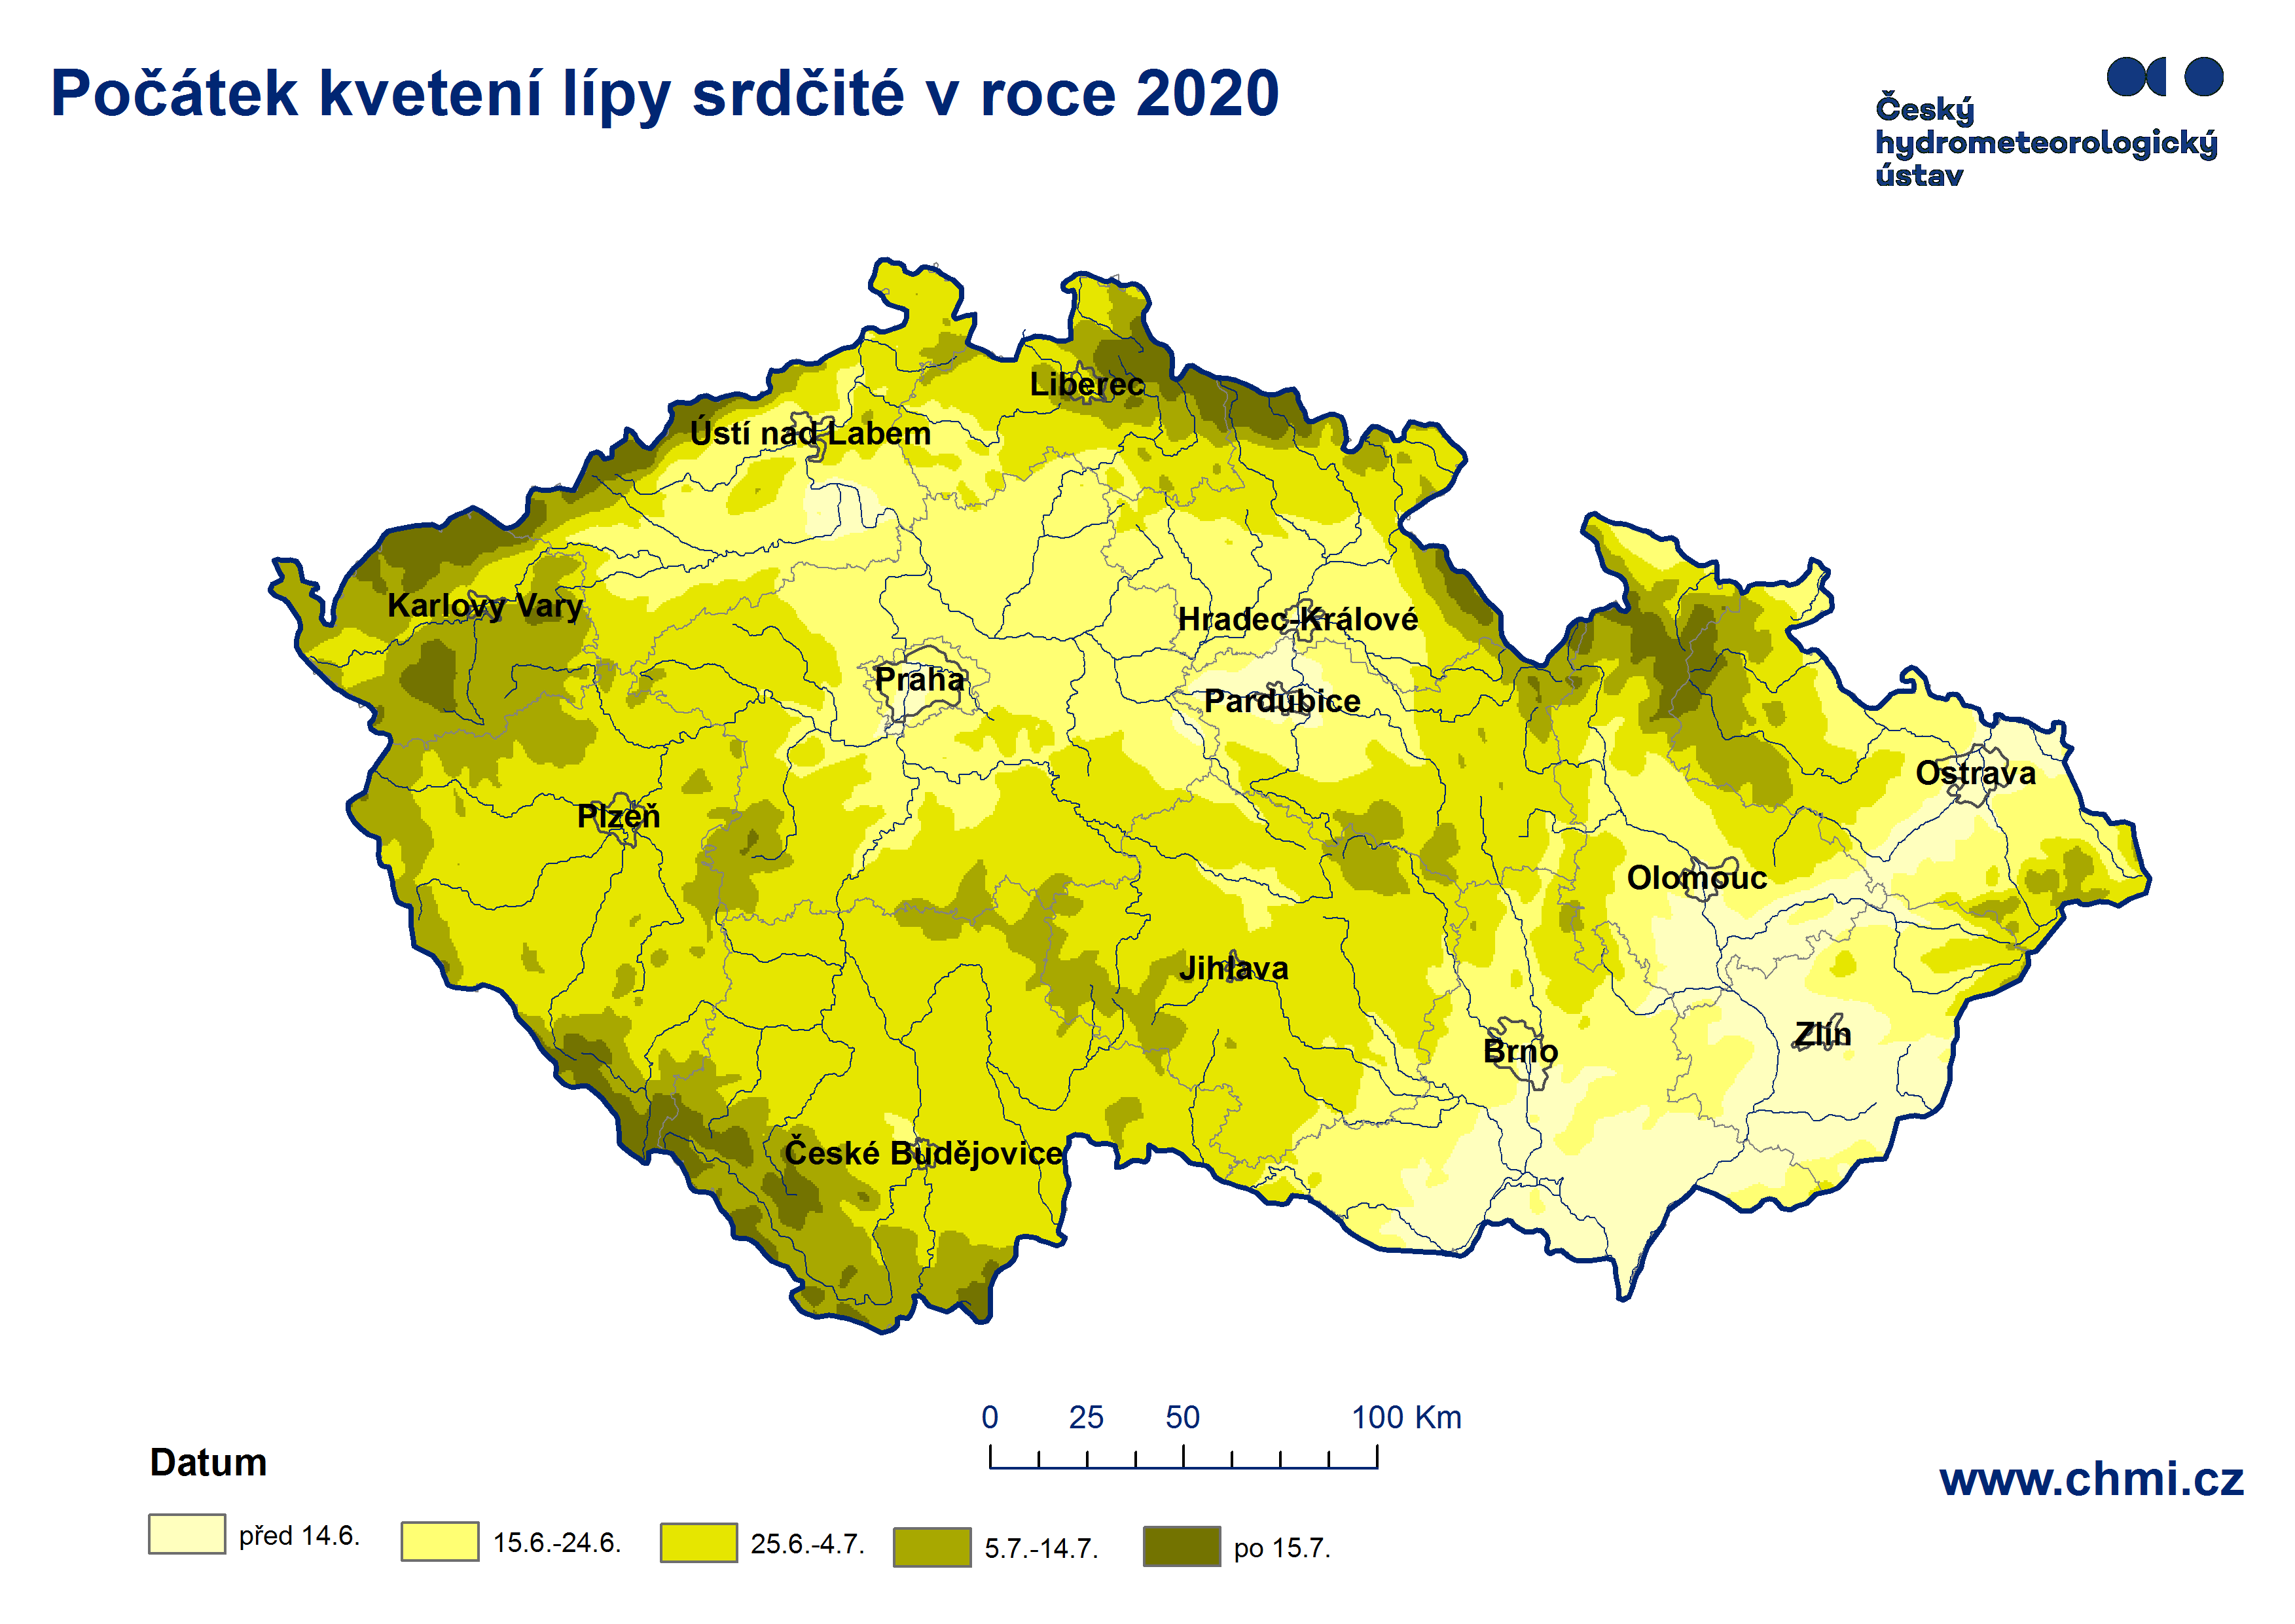 Počátek kvetení lípy srdčité v roce 2020
Český
hydrometeorologický
ústav
Liberec
Ústí nad Labem
Karlovy Vary
Hradec-Králové
Praha
Pardubice
Ostrava
Plzeň
Olomouc
Jihlava
Zlín
Brno
České Budějovice
0 25 50 100 Km
Datum
www.chmi.cz
před 14.6.
15.6.-24.6.
25.6.-4.7.
5.7.-14.7.
po 15.7.